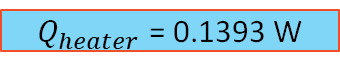 Q_heater = 0.1393 W